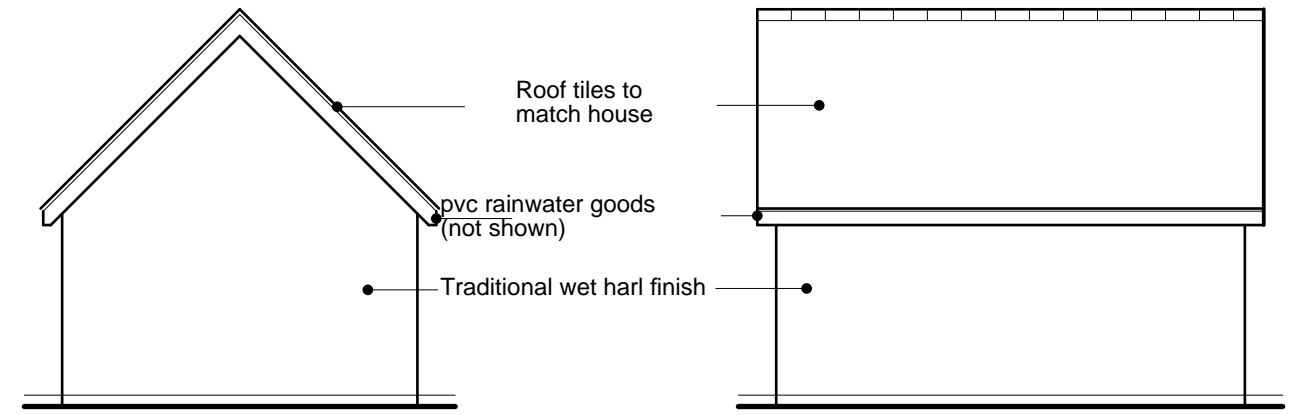 Roof tiles to
match house
pvc rainwater goods
(not shown)
Traditional wet harl finish